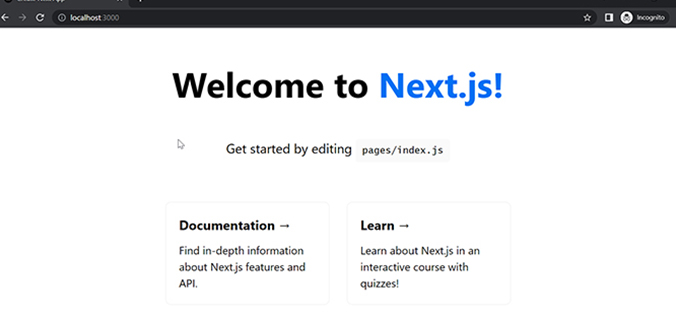 localhost:3000
Incognito
Welcome to Next.js!
Get started by editing pages/index.js
Documentation →
Find in-depth information
about Next.js features and
API.
Learn →
Learn about Next.js in an
interactive course with
quizzes!